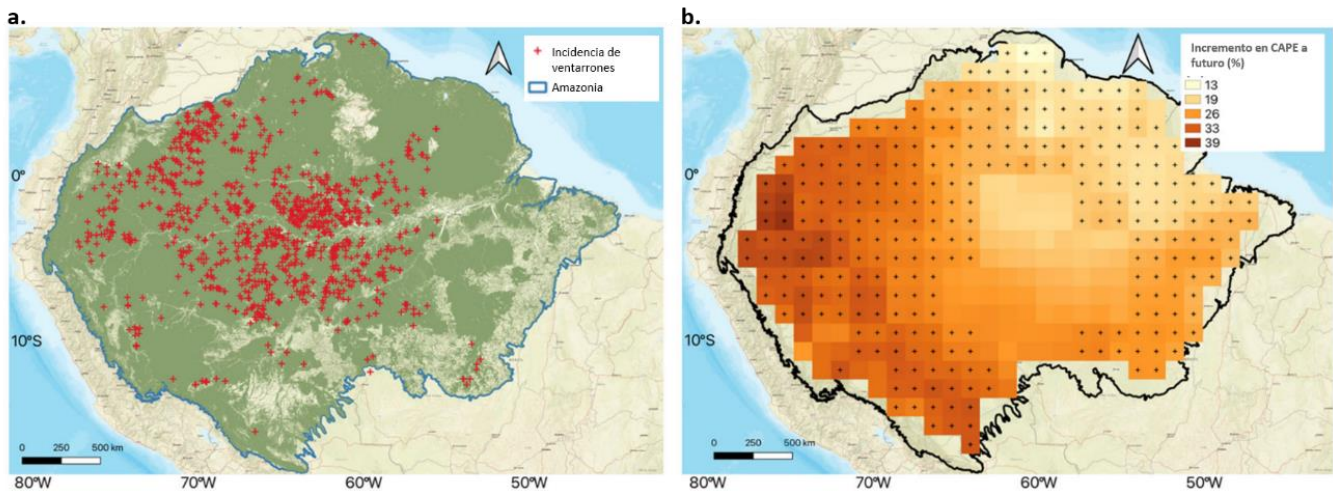 a.
Incidencia de
ventarrones
Amazonia
0°
10°S
0 250 500 km
80°W 70°W 60°W 50°W
b.
Incremento en CAPE a
futuro (%)
13
19
26
33
39
0°
10°S
0 250 500 km
80°W 70°W 60°W 50°W